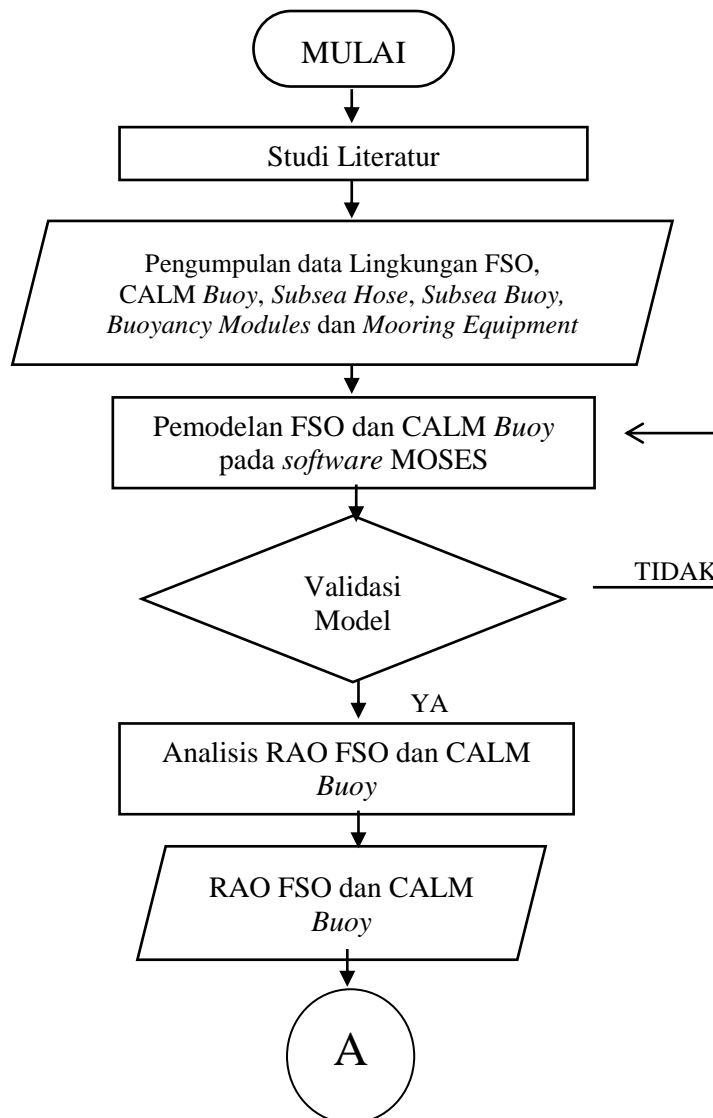 MULAI
Studi Literatur
Pengumpulan data Lingkungan FSO,
CALM Buoy, Subsea Hose, Subsea Buoy,
Buoyancy Modules dan Mooring Equipment
Pemodelan FSO dan CALM Buoy
pada software MOSES
Validasi
Model
TIDAK
YA
Analisis RAO FSO dan CALM
Buoy
RAO FSO dan CALM
Buoy
A